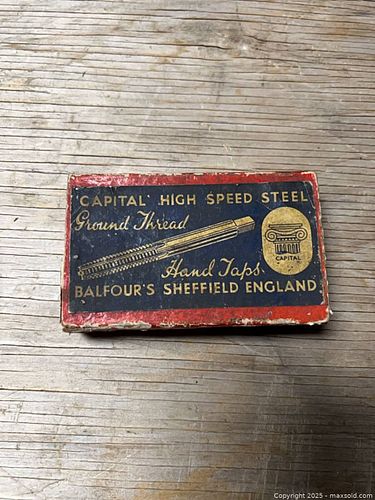 'CAPITAL' HIGH SPEED STEEL
Ground Thread
CAPITAL
Hand Taps.
BALFOUR'S SHEFFIELD ENGLAND
Copyright 2025 - maxsold.com